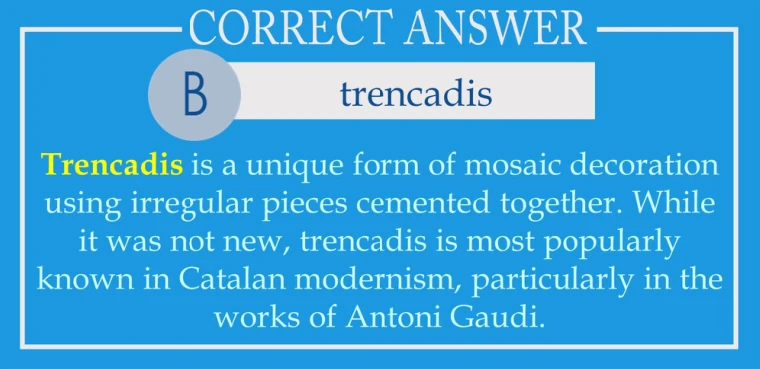 CORRECT ANSWER
B
trencadis
Trencadis is a unique form of mosaic decoration
using irregular pieces cemented together. While
it was not new, trencadis is most popularly
known in Catalan modernism, particularly in the
works of Antoni Gaudi.